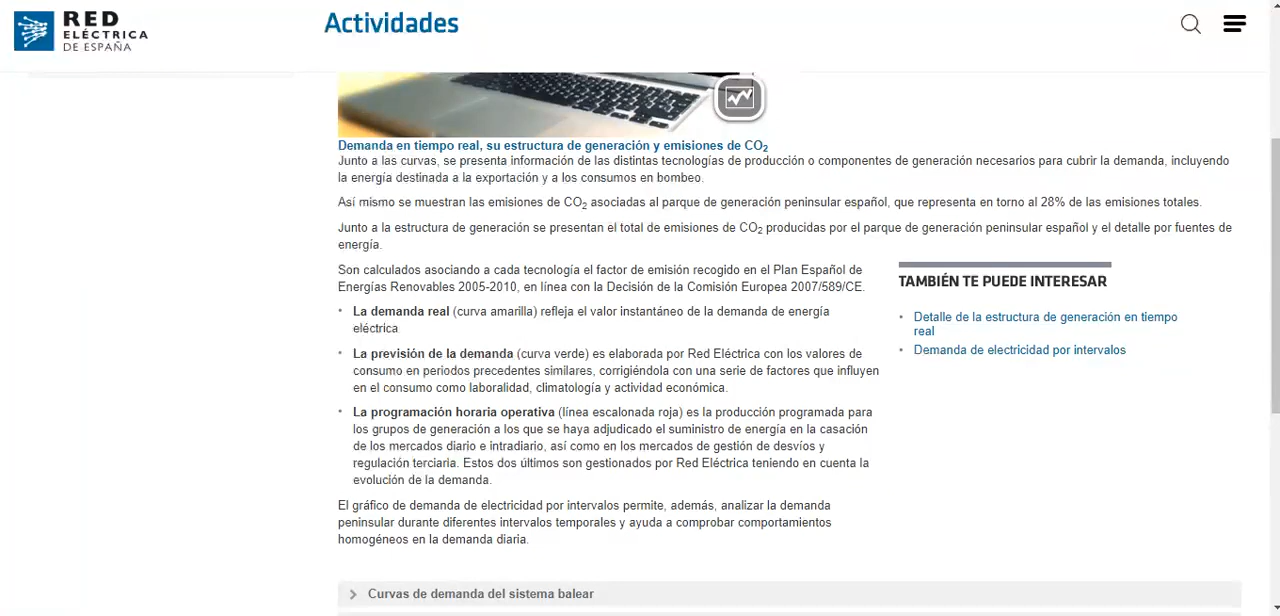 RED
ELÉCTRICA
DE ESPAÑA
Actividades
Demanda en tiempo real, su estructura de generación y emisiones de CO2
Junto a las curvas, se presenta información de las distintas tecnologías de producción o componentes de generación necesarios para cubrir la demanda, incluyendo
la energía destinada a la exportación y a los consumos en bombeo.
Así mismo se muestran las emisiones de CO2 asociadas al parque de generación peninsular español, que representa en torno al 28% de las emisiones totales.
Junto a la estructura de generación se presentan el total de emisiones de CO2 producidas por el parque de generación peninsular español y el detalle por fuentes de
energía.
Son calculados asociando a cada tecnología el factor de emisión recogido en el Plan Español de
Energías Renovables 2005-2010, en línea con la Decisión de la Comisión Europea 2007/589/CE.
• La demanda real (curva amarilla) refleja el valor instantáneo de la demanda de energía
eléctrica
• La previsión de la demanda (curva verde) es elaborada por Red Eléctrica con los valores de
consumo en periodos precedentes similares, corrigiéndola con una serie de factores que influyen
en el consumo como laboralidad, climatología y actividad económica.
• La programación horaria operativa (línea escalonada roja) es la producción programada para
los grupos de generación a los que se haya adjudicado el suministro de energía en la casación
de los mercados diario e intradiario, así como en los mercados de gestión de desvíos y
regulación terciaria. Estos dos últimos son gestionados por Red Eléctrica teniendo en cuenta la
evolución de la demanda.
El gráfico de demanda de electricidad por intervalos permite, además, analizar la demanda
peninsular durante diferentes intervalos temporales y ayuda a comprobar comportamientos
homogéneos en la demanda diaria.
TAMBIÉN TE PUEDE INTERESAR
• Detalle de la estructura de generación en tiempo
real
• Demanda de electricidad por intervalos
Curvas de demanda del sistema balear